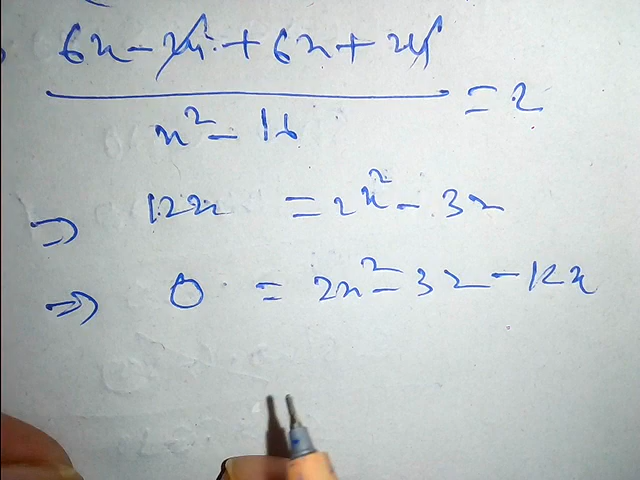 6x - 24 + 6x + 24
x² - 16 = 2
⇒ 12x = 2x² - 32
⇒ 0 = 2x² - 32 - 12x